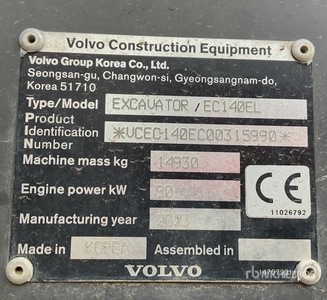 Volvo Construction Equipment
Volvo Group Korea Co., Ltd.
Seongsan-gu, Changwon-si, Gyeongsangnam-do,
Korea 51710
Type/Model EXCAVATOR / EC140EL
Product
Identification *VCEC140EC00315990*
N
Machine mass kg 14930
Engine power kW 90
CE
11026792
Manufacturing year
Made in KOREA Assembled in
VOLVO